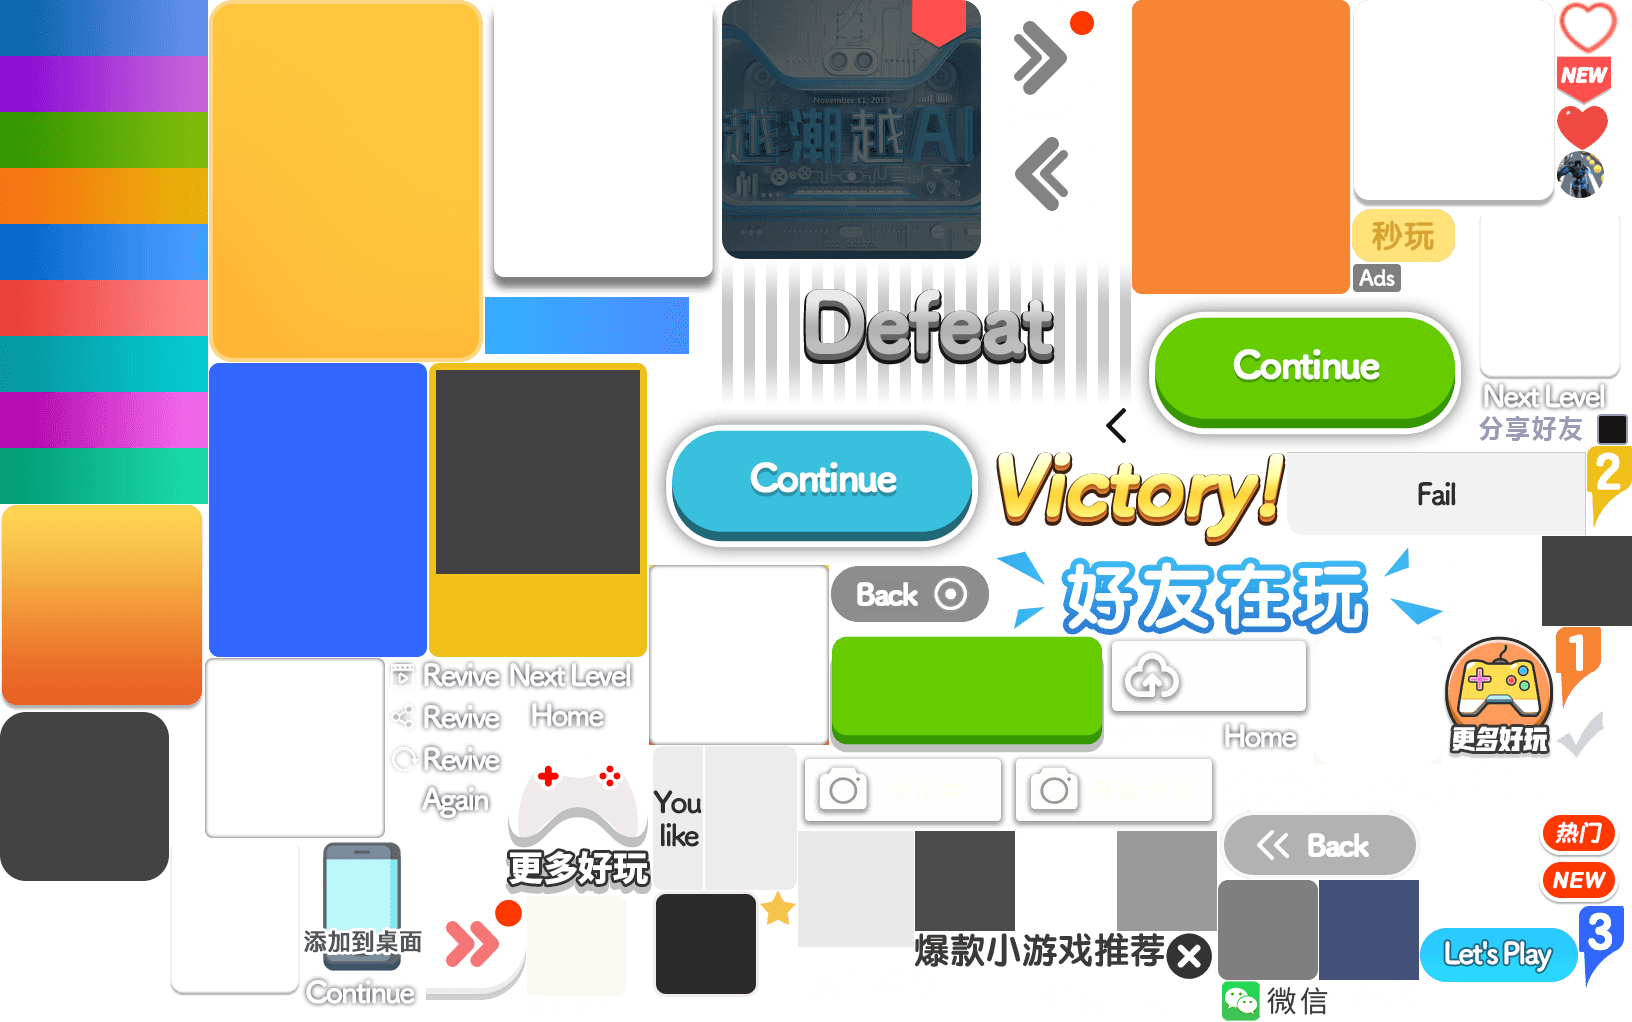 November 11, 2018
越潮越AI
NEW
秒玩
Ads
Defeat
Continue
Next Level
分享好友
Continue
Victory!
Fail
2
好友在玩
Back
1
Revive
Next Level
Revive
Home
Revive
Again
Home
更多好玩
You
like
更多好玩
Back
热门
NEW
添加到桌面
Continue
爆款小游戏推荐
Let's Play
3
微信